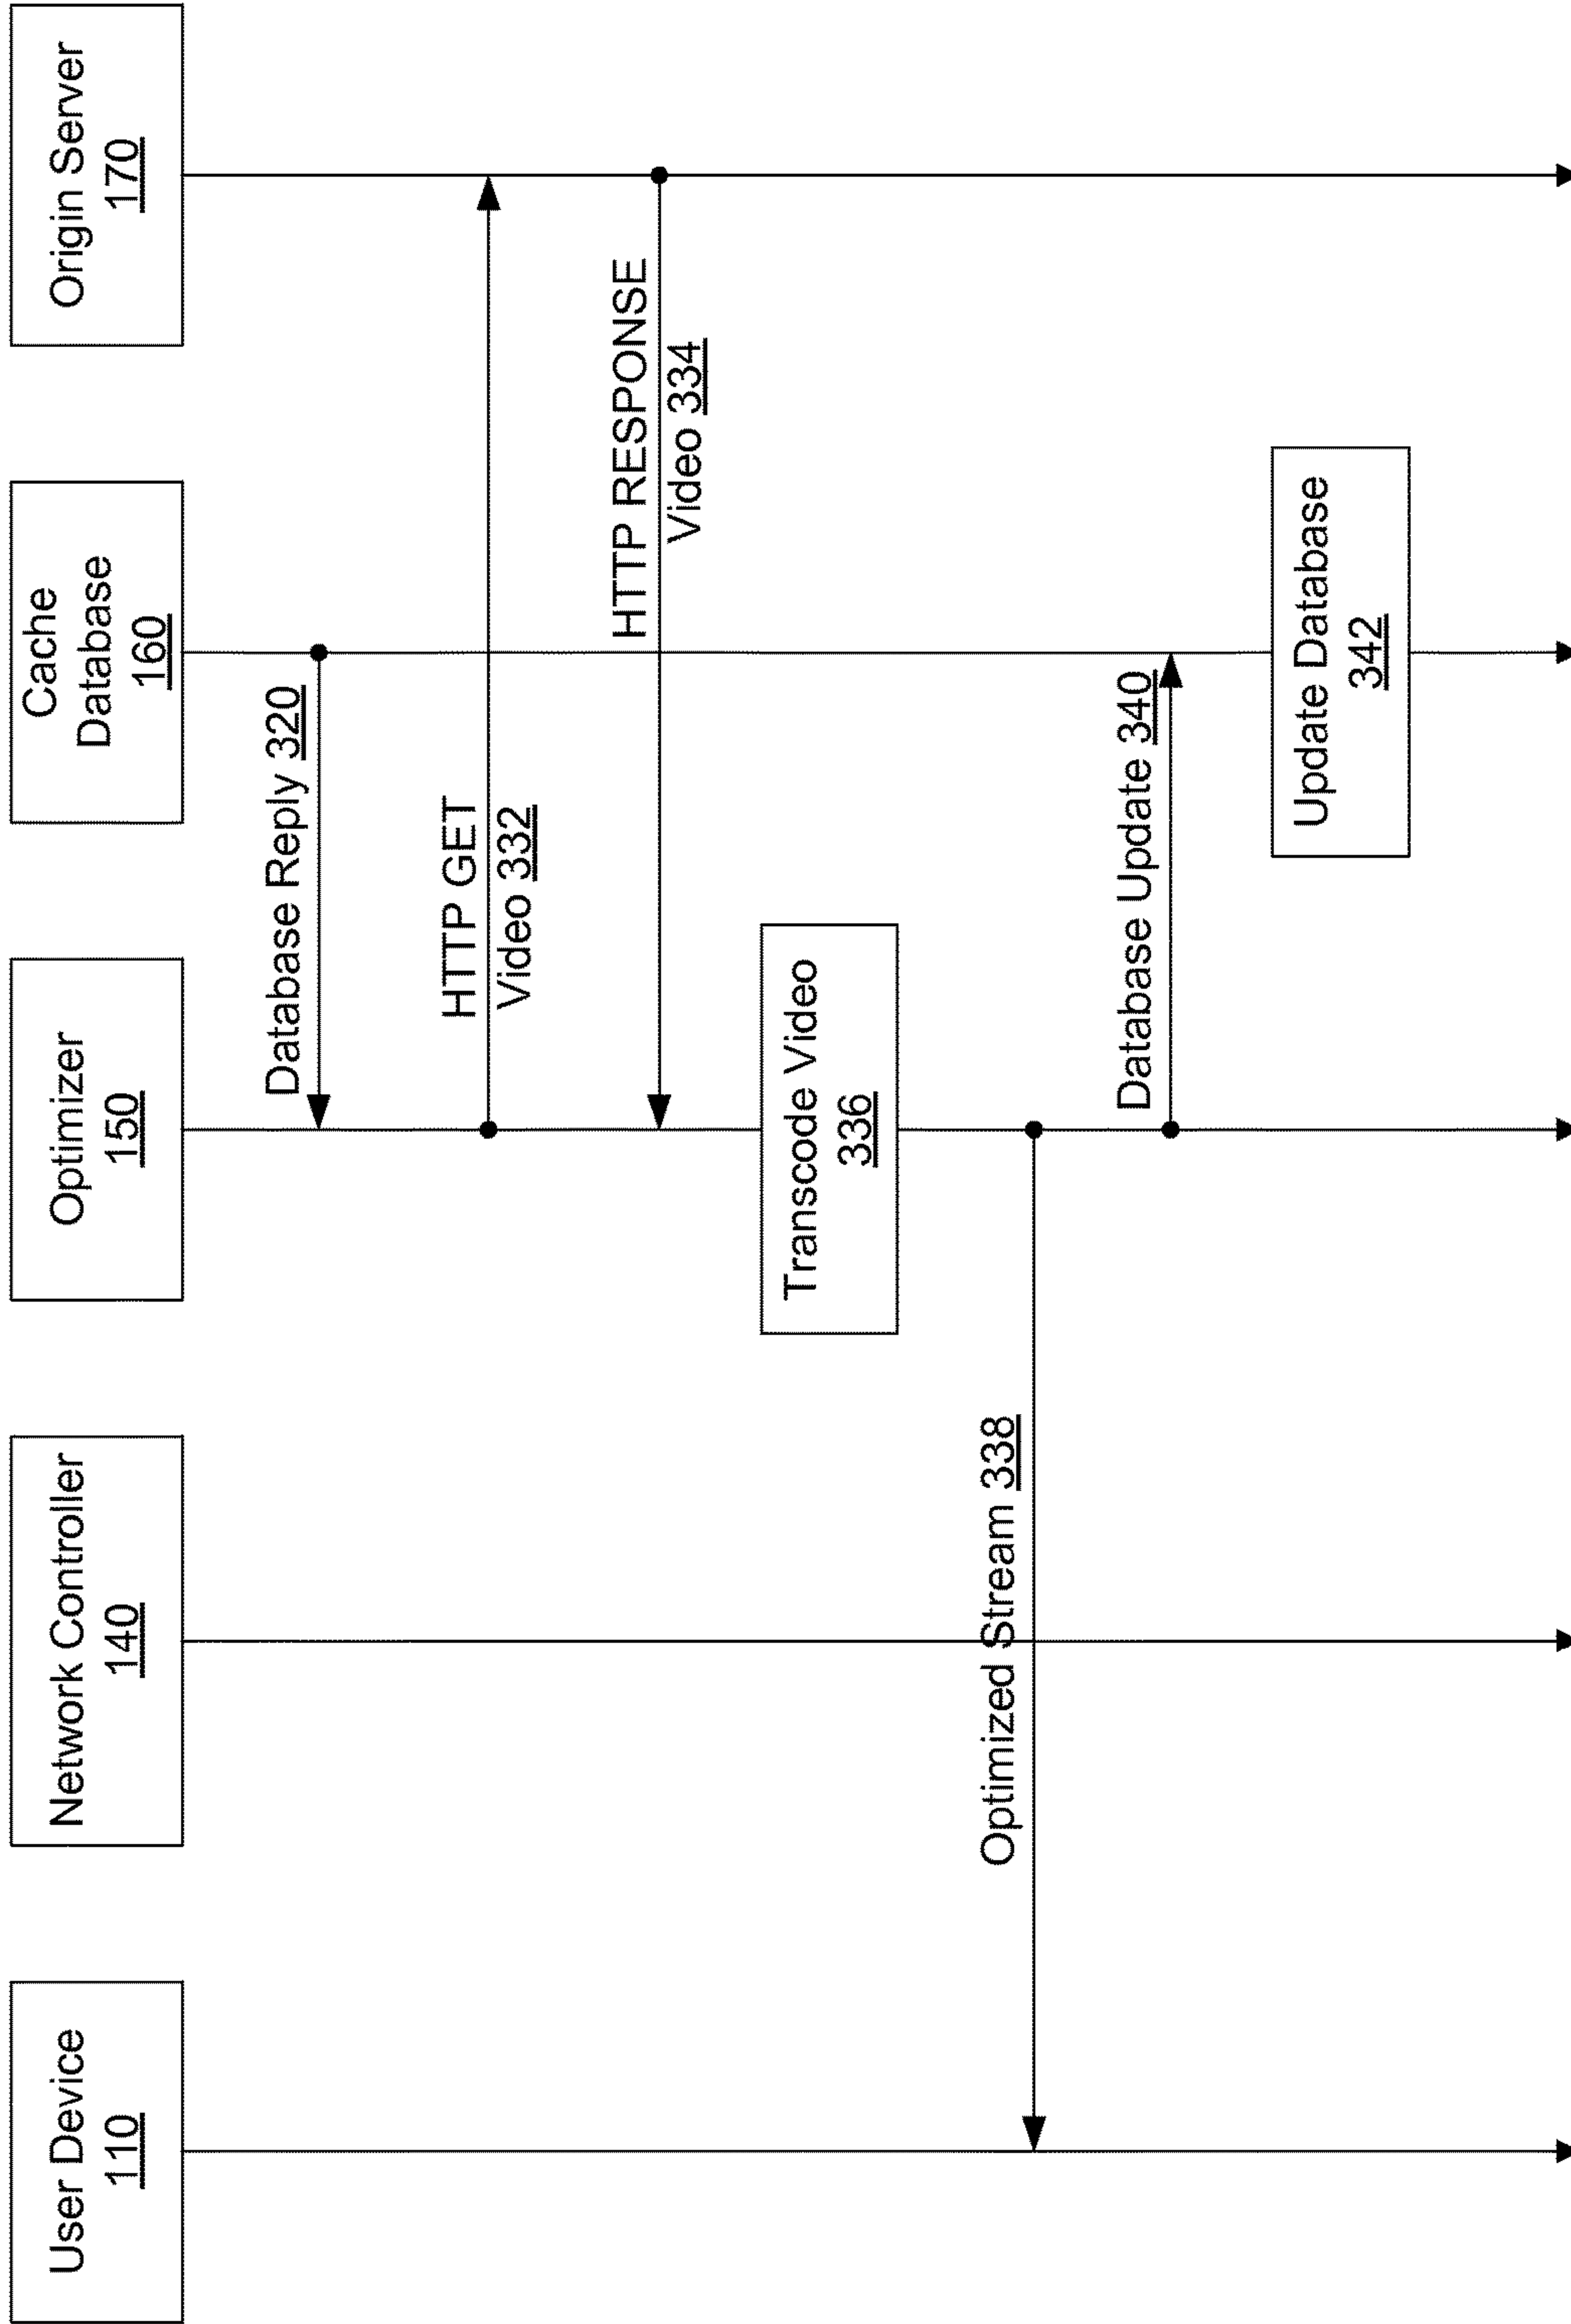 User Device
110
Network Controller
140
Optimizer
150
Cache
Database
160
Origin Server
170
Database Reply 320
HTTP GET
Video 332
HTTP RESPONSE
Video 334
Transcode Video
336
Optimized Stream 338
Database Update 340
Update Database
342